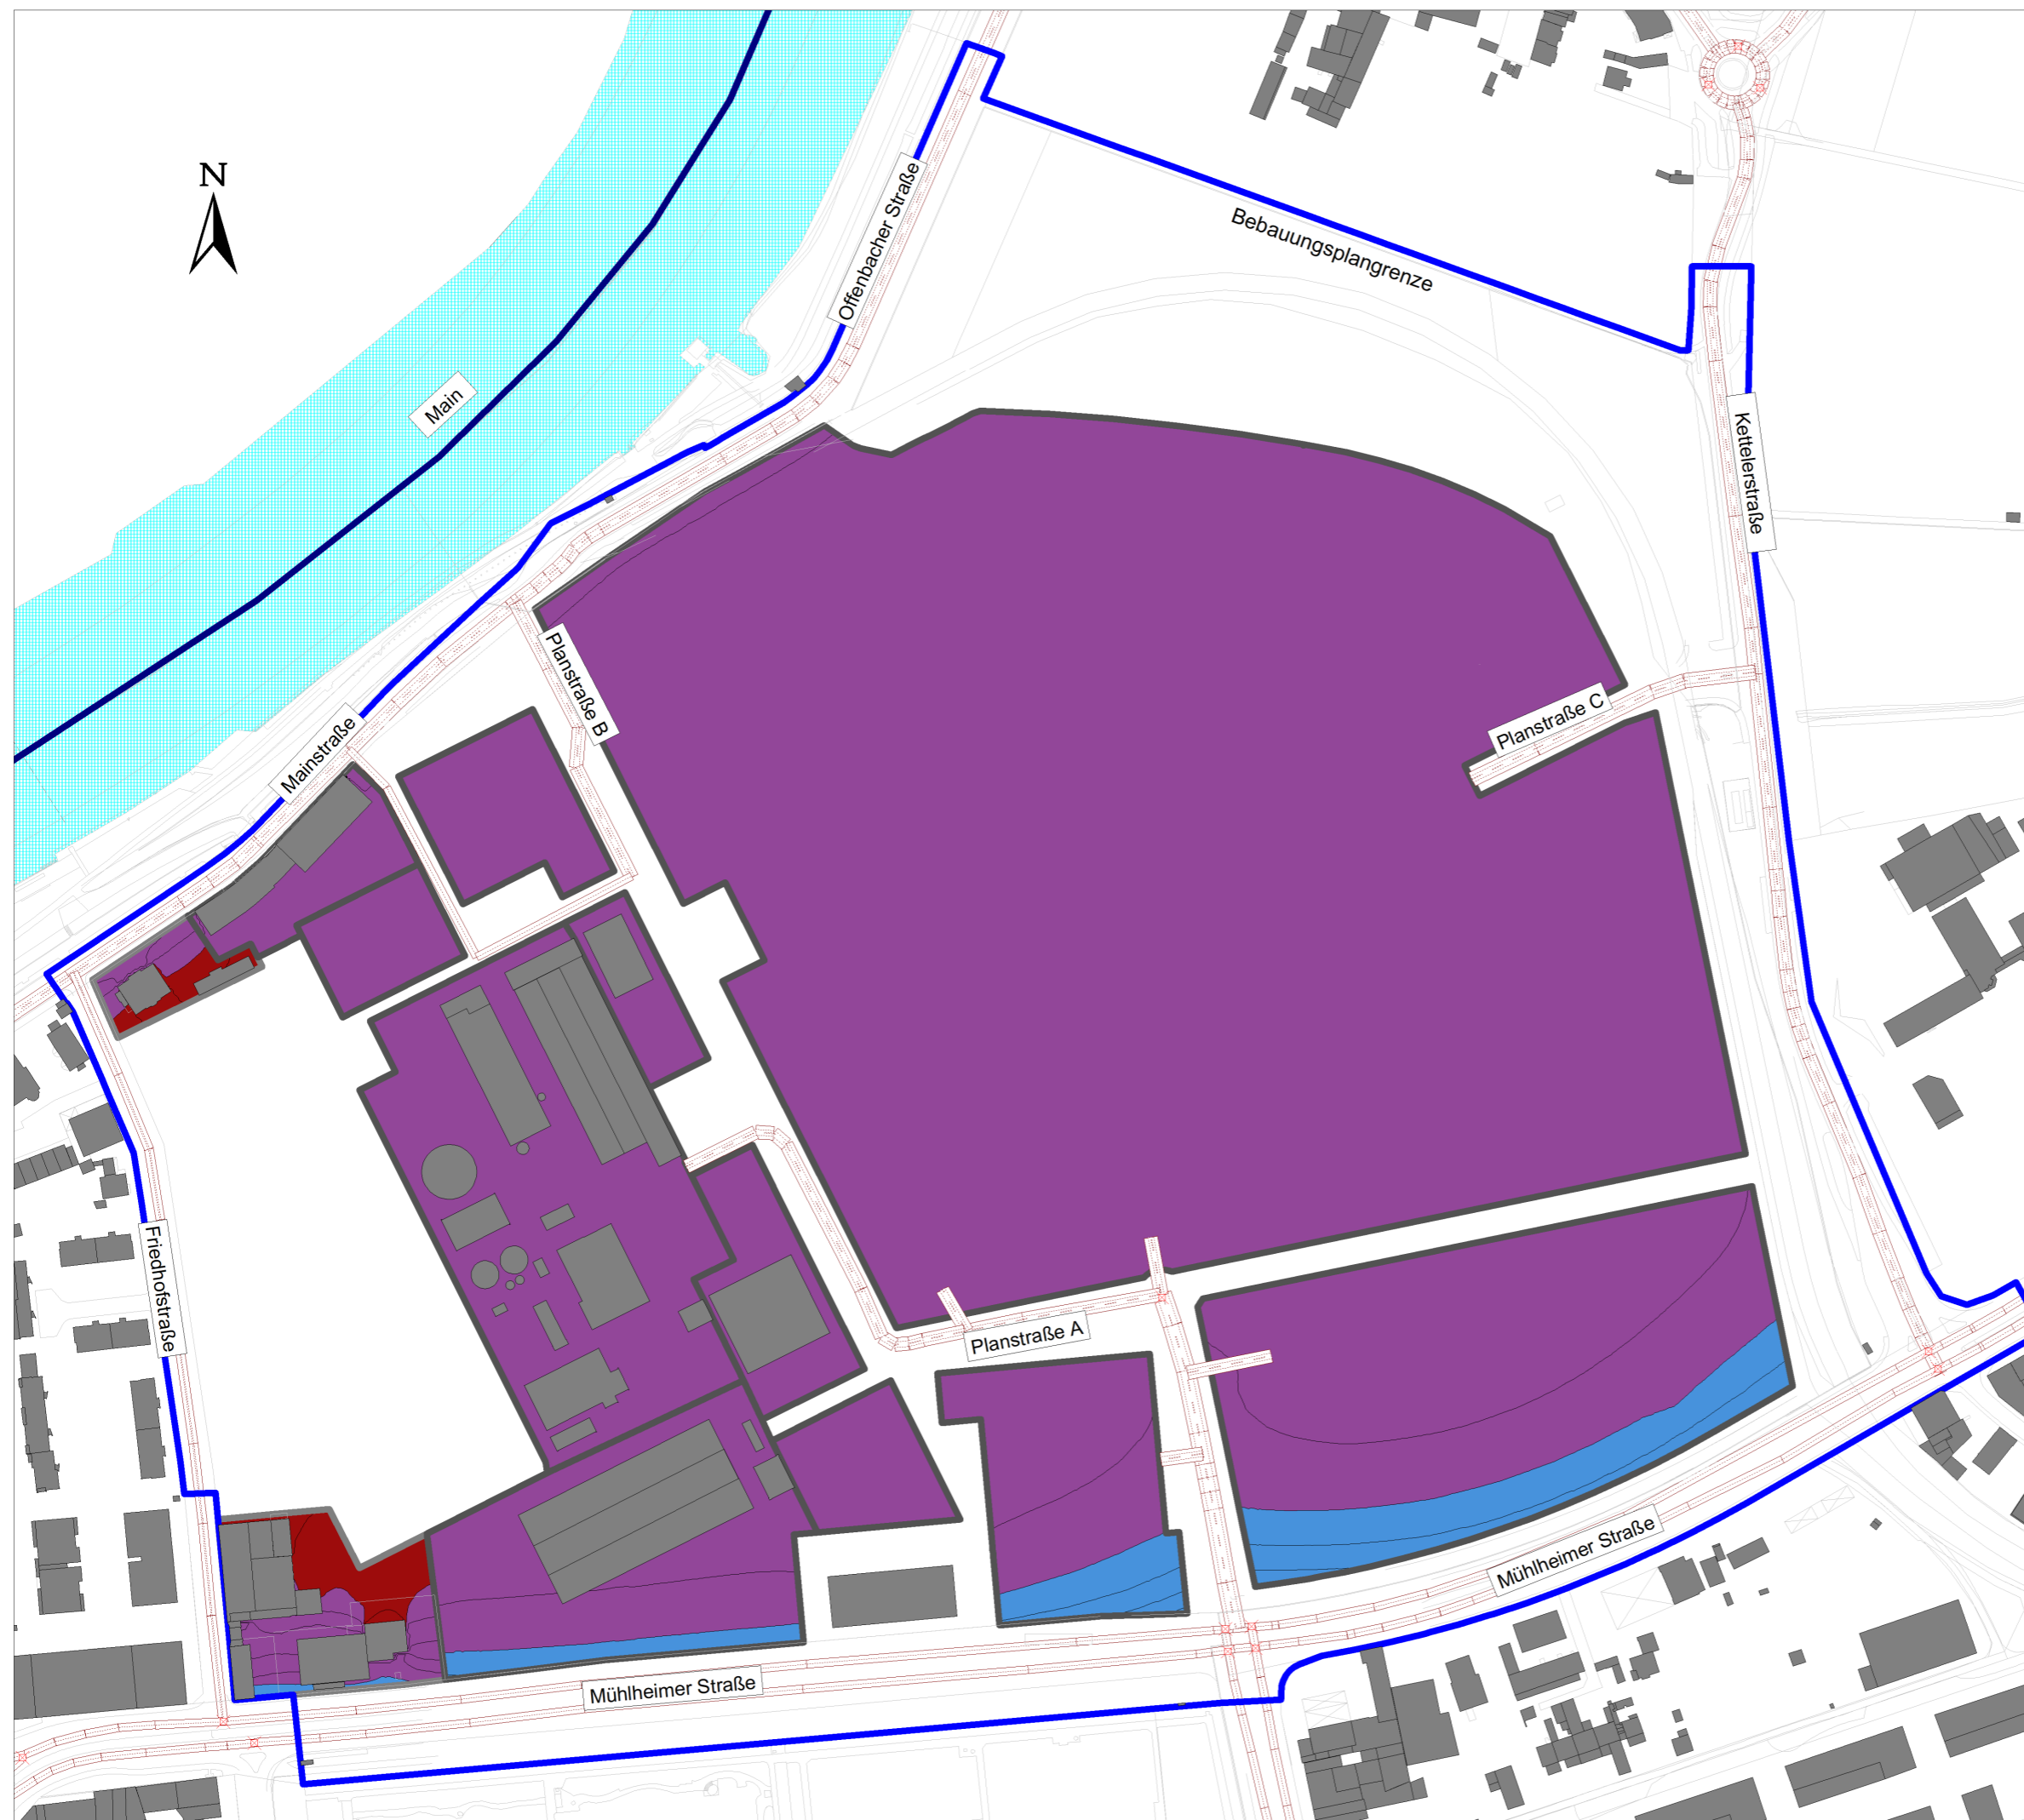 N
Offenbacher Straße
Bebauungsplangrenze
Main
Kettelerstraße
Planstraße B
Planstraße C
Mainstraße
Friedhofstraße
Planstraße A
Mühlheimer Straße
Mühlheimer Straße